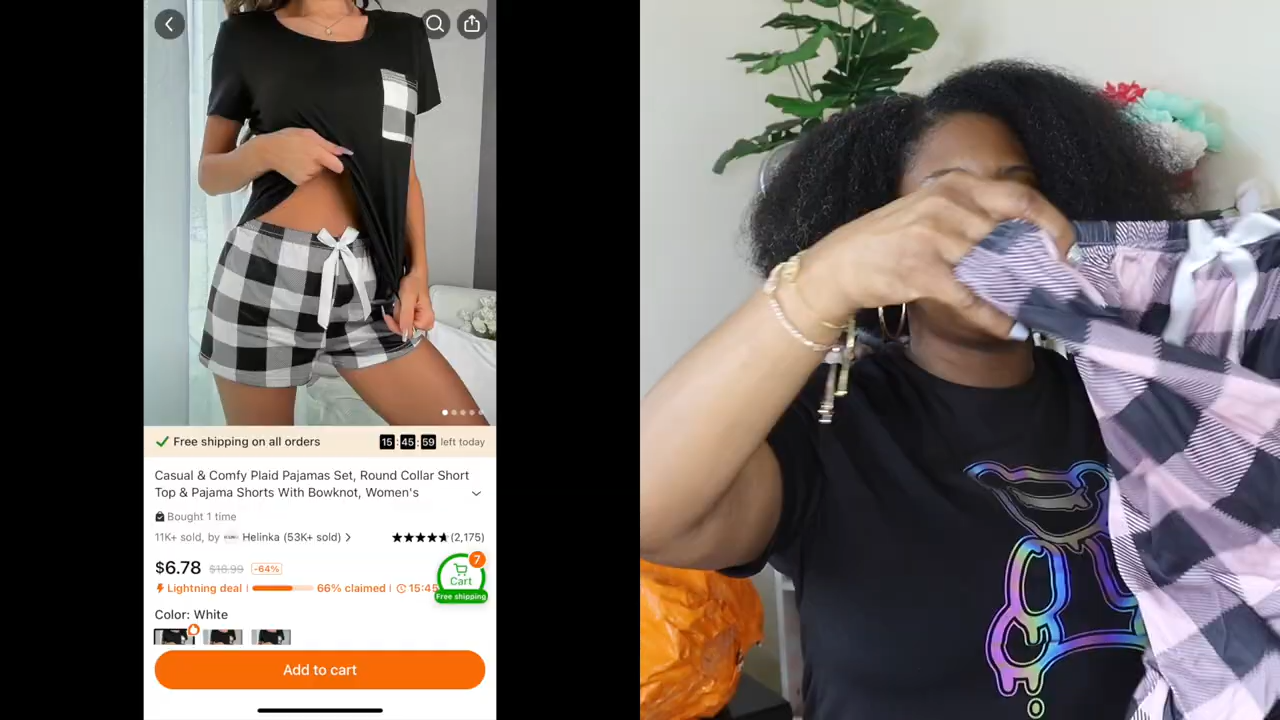 Free shipping on all orders 15:45:59 left today
Casual & Comfy Plaid Pajamas Set, Round Collar Short
Top & Pajama Shorts With Bowknot, Women's
Bought 1 time
11K+ sold, by Helinka (53K+ sold) (2,175)
$6.78 $18.99 -64%
7
Cart
Free shipping
Lightning deal 66% claimed 15:45
Color: White
Add to cart